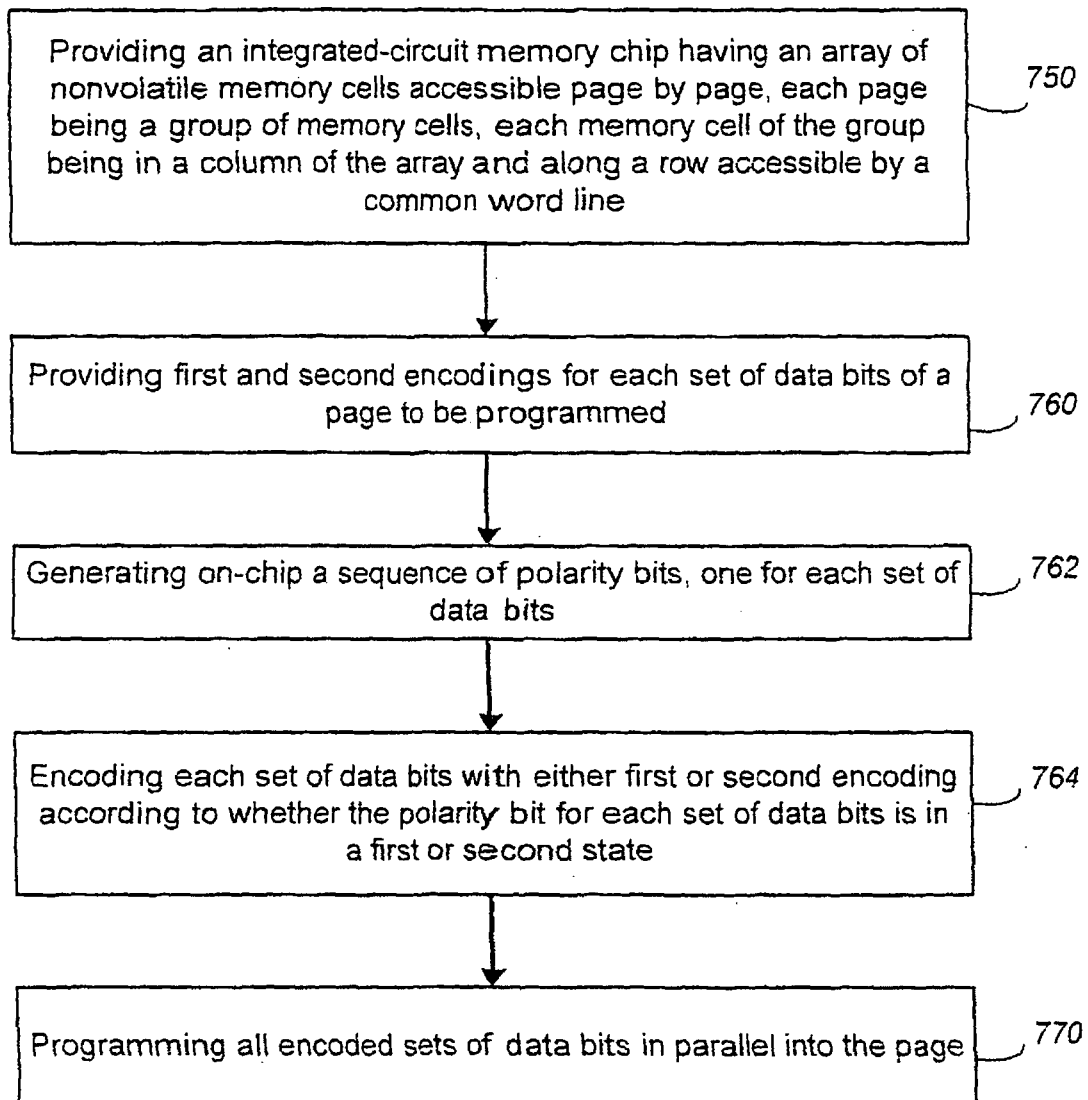 Providing an integrated-circuit memory chip having an array of
nonvolatile memory cells accessible page by page, each page
being a group of memory cells, each memory cell of the group
being in a column of the array and along a row accessible by a
common word line
750
Providing first and second encodings for each set of data bits of a
page to be programmed
760
Generating on-chip a sequence of polarity bits, one for each set of
data bits
762
Encoding each set of data bits with either first or second encoding
according to whether the polarity bit for each set of data bits is in
a first or second state
764
Programming all encoded sets of data bits in parallel into the page
770